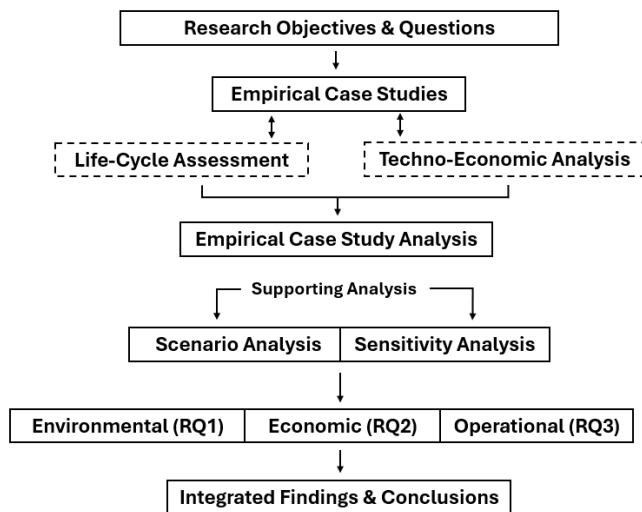 Research Objectives & Questions
Empirical Case Studies
Life-Cycle Assessment
Techno-Economic Analysis
Empirical Case Study Analysis
Supporting Analysis
Scenario Analysis
Sensitivity Analysis
Environmental (RQ1)
Economic (RQ2)
Operational (RQ3)
Integrated Findings & Conclusions